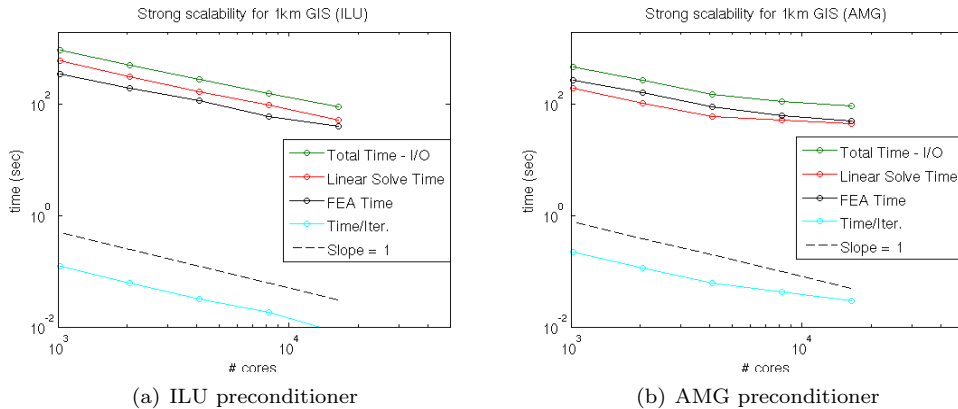 Strong scalability for 1km GIS (ILU)
time (sec)
10^2
10^0
10^-2
Total Time - I/O
Linear Solve Time
FEA Time
Time/Iter.
Slope = 1
10^3
10^4
# cores
(a) ILU preconditioner
Strong scalability for 1km GIS (AMG)
time (sec)
10^2
10^0
10^-2
Total Time - I/O
Linear Solve Time
FEA Time
Time/Iter.
Slope = 1
10^3
10^4
# cores
(b) AMG preconditioner